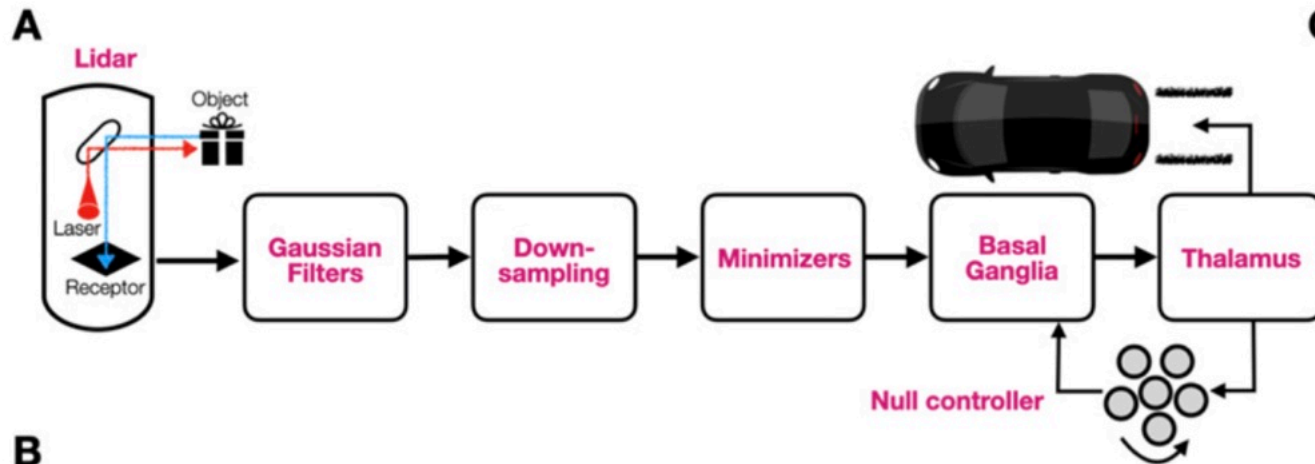 A
Lidar
Object
Laser
Receptor
Gaussian
Filters
Down-
sampling
Minimizers
Basal
Ganglia
Thalamus
Null controller
B